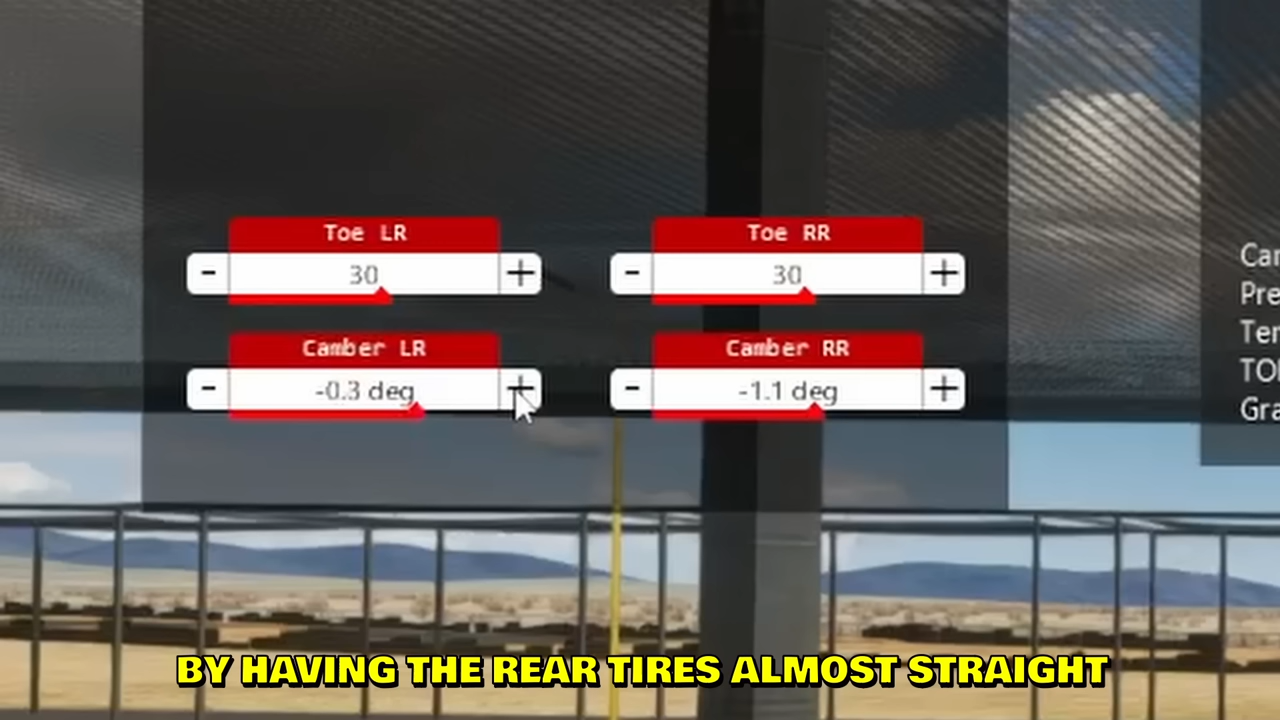 Toe LR
Toe RR
- 30 +
- 30 +
Camber LR
Camber RR
- -0.3 deg +
- -1.1 deg +
Gra
BY HAVING THE REAR TIRES ALMOST STRAIGHT